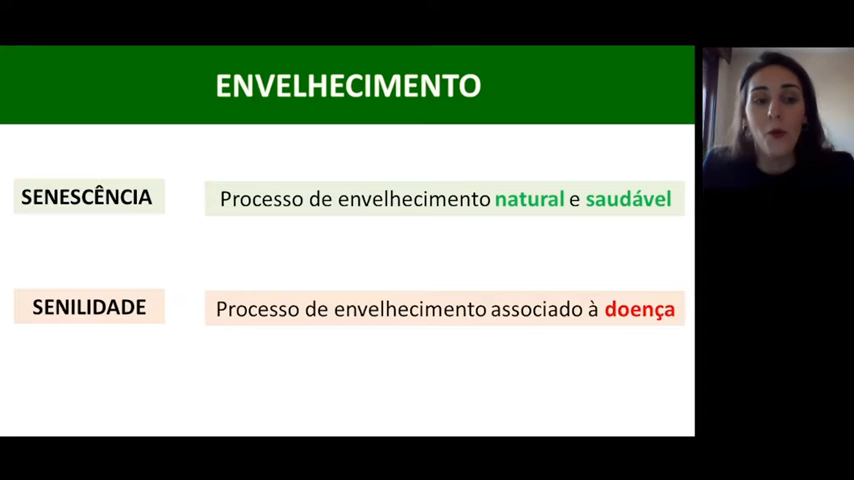 ENVELHECIMENTO
SENESCÊNCIA
Processo de envelhecimento natural e saudável
SENILIDADE
Processo de envelhecimento associado à doença